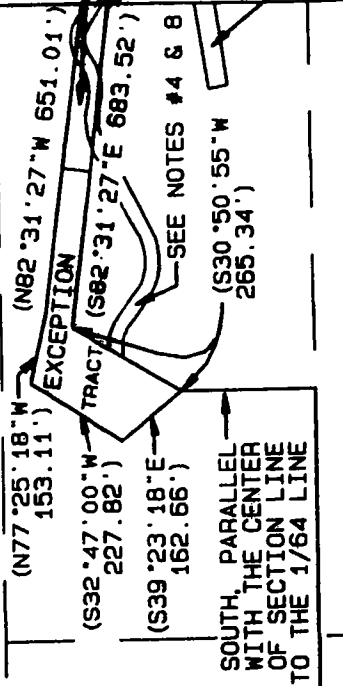 (N82°31'27"W 651.01')
(S82°31'27"E 683.52')
(N77°25'18"W
153.11')
EXCEPTION
TRACT
SEE NOTES #4 & 8
(S32°47'00"W
227.82')
(S30°50'55"W
265.34')
(S39°23'18"E
162.66')
SOUTH, PARALLEL
WITH THE CENTER
OF SECTION LINE
TO THE 1/64 LINE